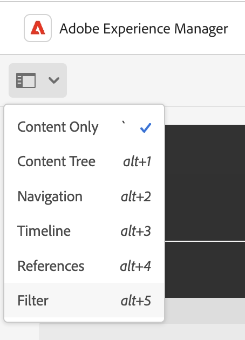 Adobe Experience Manager
Content Only ` ✓
Content Tree alt+1
Navigation alt+2
Timeline alt+3
References alt+4
Filter alt+5